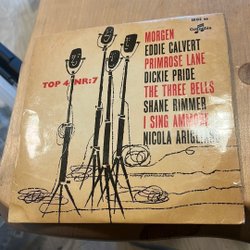 Columbia
MORGEN
EDDIE CALVERT
PRIMROSE LANE
DICKIE PRIDE
TOP 4 NR:7
THE THREE BELLS
SHANE RIMMER
I SING AMMORE
NICOLA ARIGLIANO